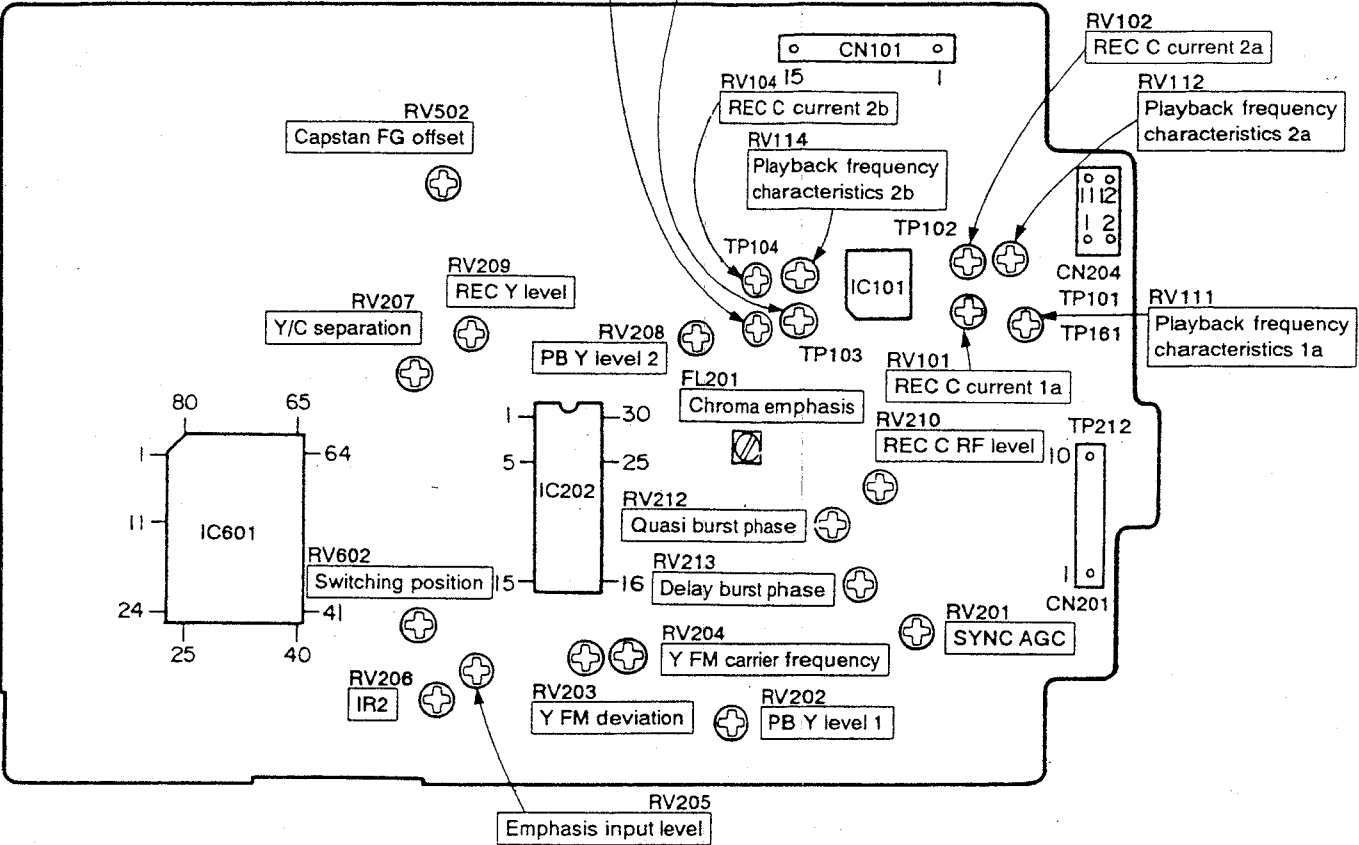 RV102
REC C current 2a
CN101
15
1
RV104
REC C current 2b
RV112
Playback frequency
characteristics 2a
RV502
Capstan FG offset
RV114
Playback frequency
characteristics 2b
11 12
1 2
CN204
TP102
TP104
IC101
RV209
REC Y level
RV207
Y/C separation
RV208
PB Y level 2
TP103
TP101
TP161
RV111
Playback frequency
characteristics 1a
RV101
REC C current 1a
FL201
Chroma emphasis
RV210
REC C RF level
TP212
10
1
CN201
80
65
1
64
11
IC601
24
41
25
40
1
30
5
25
IC202
15
16
RV212
Quasi burst phase
RV602
Switching position
RV213
Delay burst phase
RV201
SYNC AGC
RV204
Y FM carrier frequency
RV206
IR2
RV203
Y FM deviation
RV202
PB Y level 1
RV205
Emphasis input level